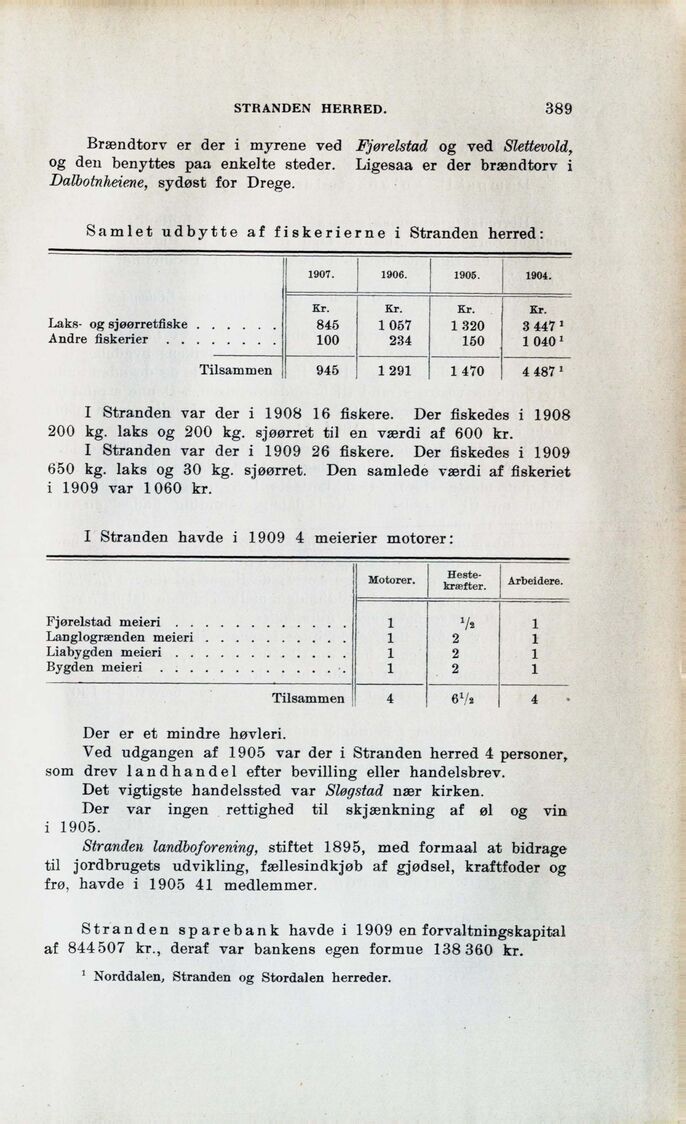 STRANDEN HERRED. 389
Brændtorv er der i myrene ved Fjørelstad og ved Slettevold,
og den benyttes paa enkelte steder. Ligesaa er der brændtorv i
Dalbotnheiene, sydøst for Drege.
Samlet udbytte af fiskerierne i Stranden herred:
1907. 1906. 1905. 1904.
Kr. Kr. Kr. Kr.
Laks- og sjøørretfiske . . . . . . 845 1 057 1 320 3 447 ¹
Andre fiskerier . . . . . . . . 100 234 150 1 040 ¹
Tilsammen 945 1 291 1 470 4 487 ¹
I Stranden var der i 1908 16 fiskere. Der fiskedes i 1908
200 kg. laks og 200 kg. sjøørret til en værdi af 600 kr.
I Stranden var der i 1909 26 fiskere. Der fiskedes i 1909
650 kg. laks og 30 kg. sjøørret. Den samlede værdi af fiskeriet
i 1909 var 1060 kr.
I Stranden havde i 1909 4 meierier motorer:
Motorer. Heste- Arbeidere.
kræfter.
Fjørelstad meieri . . . . . . . . . . . . 1 ¹/₂ 1
Langlogrænden meieri . . . . . . . . . . 1 2 1
Liabygden meieri . . . . . . . . . . . . 1 2 1
Bygden meieri . . . . . . . . . . . . . 1 2 1
Tilsammen 4 6¹/₂ 4
Der er et mindre høvleri.
Ved udgangen af 1905 var der i Stranden herred 4 personer,
som drev landhandel efter bevilling eller handelsbrev.
Det vigtigste handelssted var Sløgstad nær kirken.
Der var ingen rettighed til skjænkning af øl og vin
i 1905.
Stranden landboforening, stiftet 1895, med formaal at bidrage
til jordbrugets udvikling, fællesindkjøb af gjødsel, kraftfoder og
frø, havde i 1905 41 medlemmer.
Stranden sparebank havde i 1909 en forvaltningskapital
af 844507 kr., deraf var bankens egen formue 138 360 kr.
¹ Norddalen, Stranden og Stordalen herreder.